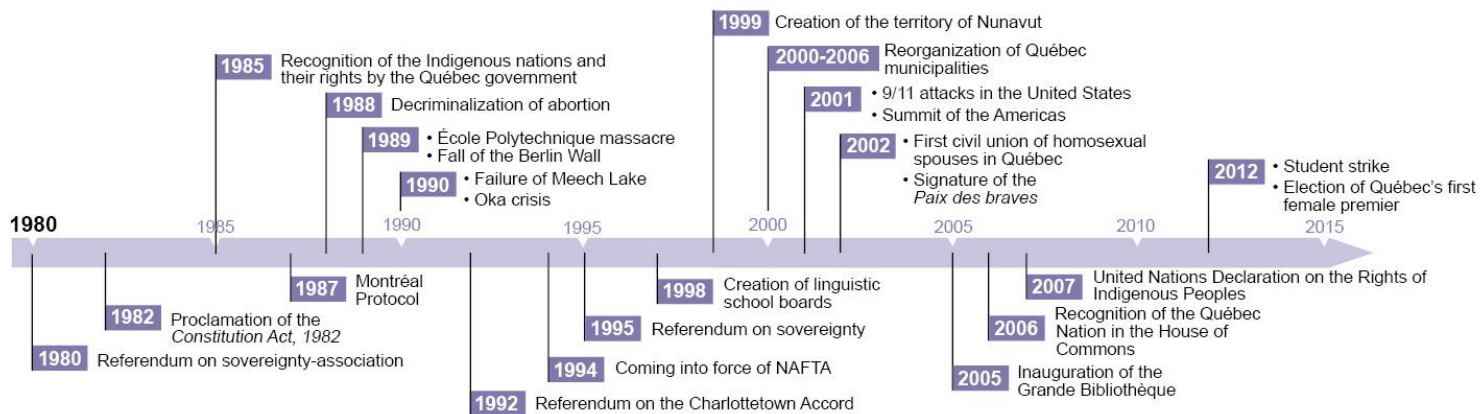 1999 Creation of the territory of Nunavut
2000-2006 Reorganization of Québec
municipalities
1985 Recognition of the Indigenous nations and
their rights by the Québec government
2001 • 9/11 attacks in the United States
• Summit of the Americas
1988 Decriminalization of abortion
1989 • École Polytechnique massacre
• Fall of the Berlin Wall
2002 • First civil union of homosexual
spouses in Québec
• Signature of the
Paix des braves
1990 • Failure of Meech Lake
• Oka crisis
2012 • Student strike
• Election of Québec's first
female premier
1980 1985 1990 1995 2000 2005 2010 2015
1987 Montréal
Protocol
1998 Creation of linguistic
school boards
2007 United Nations Declaration on the Rights of
Indigenous Peoples
1982 Proclamation of the
Constitution Act, 1982
1995 Referendum on sovereignty
2006 Recognition of the Québec
Nation in the House of
Commons
1980 Referendum on sovereignty-association
1994 Coming into force of NAFTA
2005 Inauguration of the
Grande Bibliothèque
1992 Referendum on the Charlottetown Accord